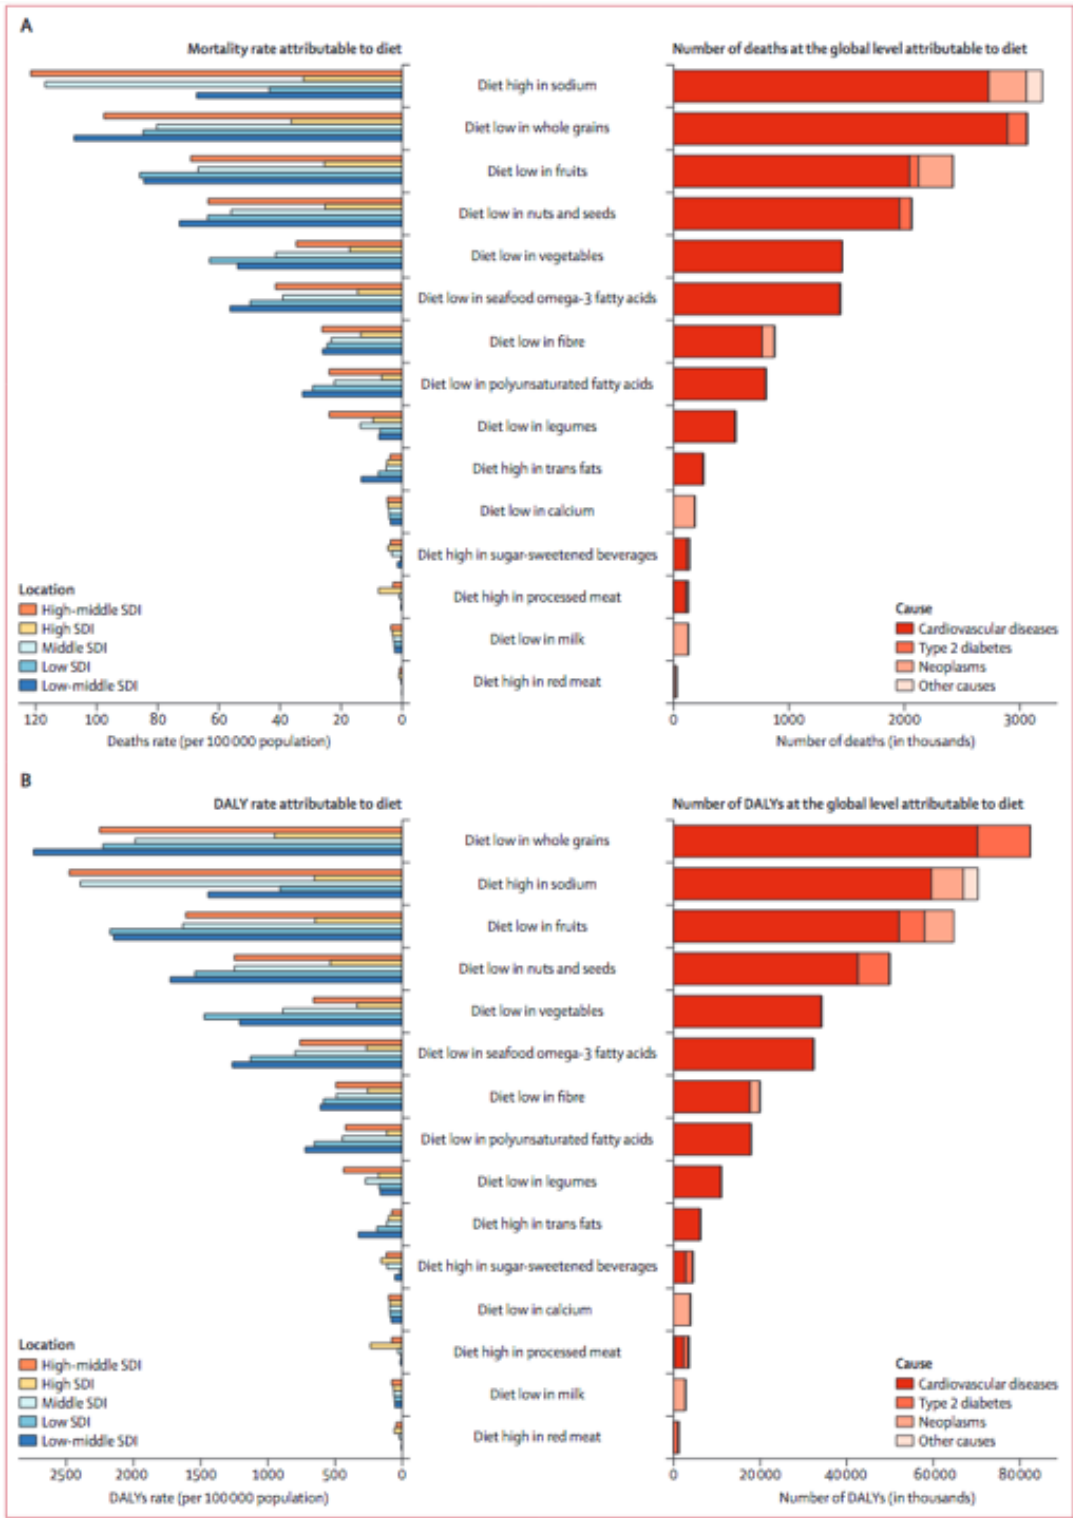 A
Mortality rate attributable to diet
Number of deaths at the global level attributable to diet
Diet high in sodium
Diet low in whole grains
Diet low in fruits
Diet low in nuts and seeds
Diet low in vegetables
Diet low in seafood omega-3 fatty acids
Diet low in fibre
Diet low in polyunsaturated fatty acids
Diet low in legumes
Diet high in trans fats
Diet low in calcium
Diet high in sugar-sweetened beverages
Diet high in processed meat
Diet low in milk
Diet high in red meat
Location
High-middle SDI
High SDI
Middle SDI
Low SDI
Low-middle SDI
Cause
Cardiovascular diseases
Type 2 diabetes
Neoplasms
Other causes
120 100 80 60 40 20 0
Deaths rate (per 100 000 population)
0 1000 2000 3000
Number of deaths (in thousands)
B
DALY rate attributable to diet
Number of DALYs at the global level attributable to diet
Diet low in whole grains
Diet high in sodium
Diet low in fruits
Diet low in nuts and seeds
Diet low in vegetables
Diet low in seafood omega-3 fatty acids
Diet low in fibre
Diet low in polyunsaturated fatty acids
Diet low in legumes
Diet high in trans fats
Diet high in sugar-sweetened beverages
Diet low in calcium
Diet high in processed meat
Diet low in milk
Diet high in red meat
Location
High-middle SDI
High SDI
Middle SDI
Low SDI
Low-middle SDI
Cause
Cardiovascular diseases
Type 2 diabetes
Neoplasms
Other causes
2500 2000 1500 1000 500 0
DALYs rate (per 100 000 population)
0 20 000 40 000 60 000 80 000
Number of DALYs (in thousands)